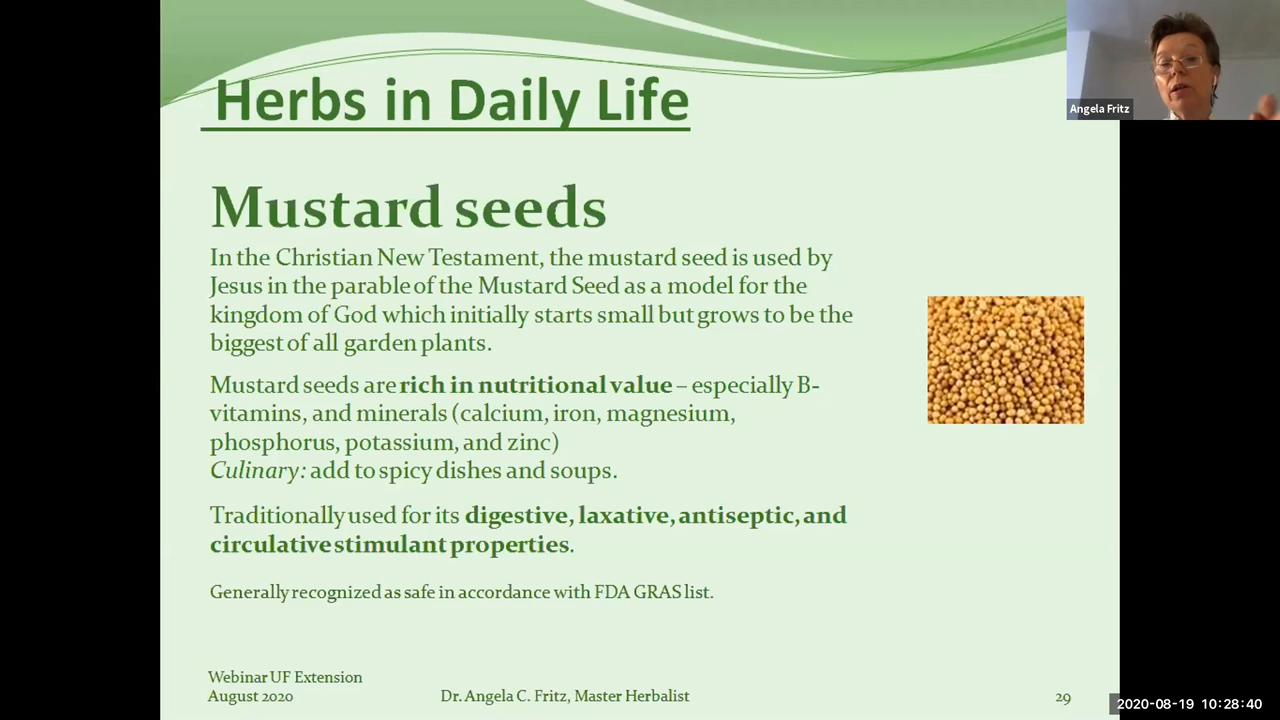 Herbs in Daily Life
Angela Fritz
Mustard seeds
In the Christian New Testament, the mustard seed is used by
Jesus in the parable of the Mustard Seed as a model for the
kingdom of God which initially starts small but grows to be the
biggest of all garden plants.
Mustard seeds are rich in nutritional value – especially B-
vitamins, and minerals (calcium, iron, magnesium,
phosphorus, potassium, and zinc)
Culinary: add to spicy dishes and soups.
Traditionally used for its digestive, laxative, antiseptic, and
circulative stimulant properties.
Generally recognized as safe in accordance with FDA GRAS list.
Webinar UF Extension
August 2020
Dr. Angela C. Fritz, Master Herbalist
29
2020-08-19 10:28:40